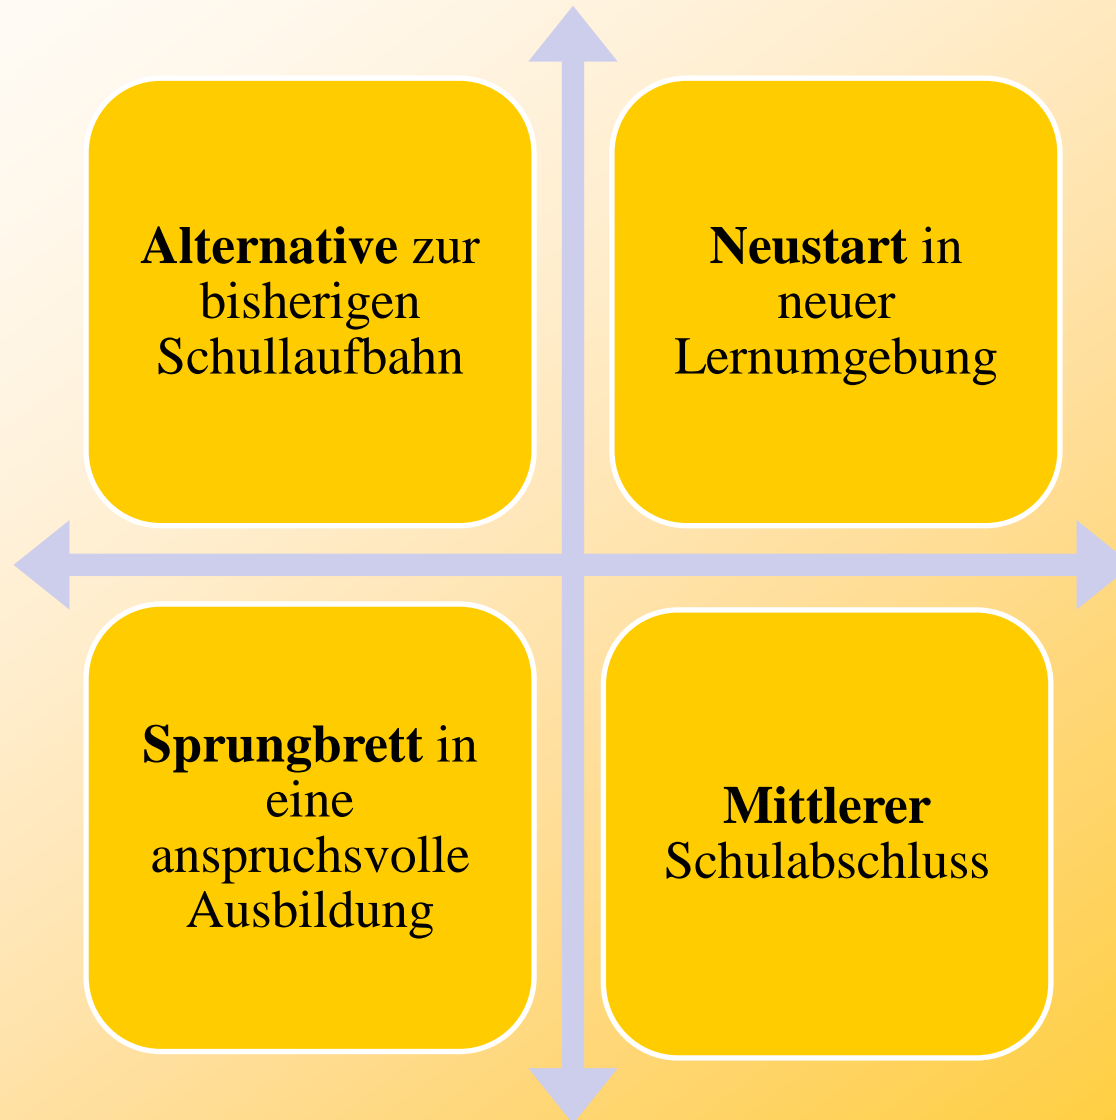 Alternative zur
bisherigen
Schullaufbahn
Neustart in
neuer
Lernumgebung
Sprungbrett in
eine
anspruchsvolle
Ausbildung
Mittlerer
Schulabschluss